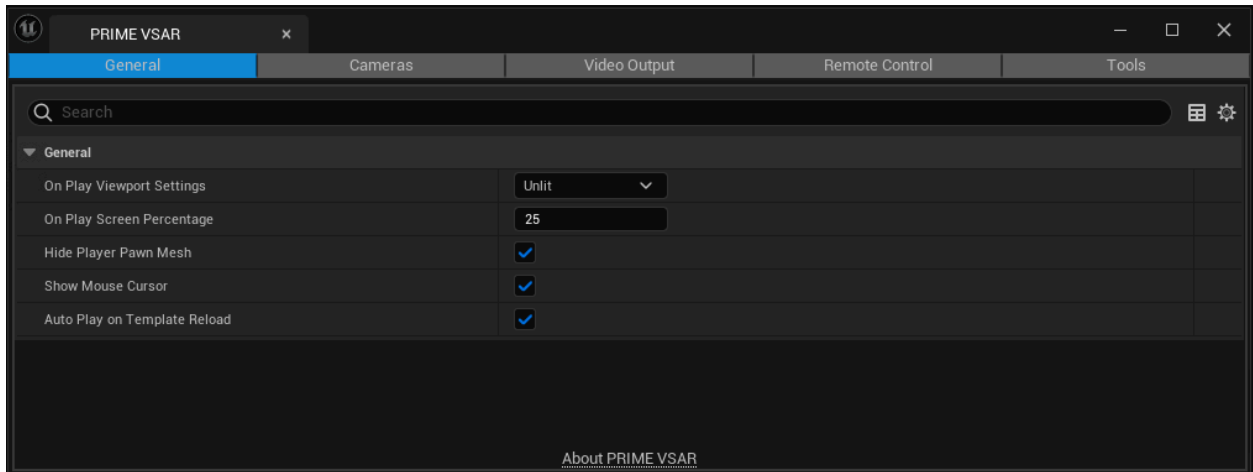 PRIME VSAR
General Cameras Video Output Remote Control Tools
Search
General
On Play Viewport Settings Unlit
On Play Screen Percentage 25
Hide Player Pawn Mesh
Show Mouse Cursor
Auto Play on Template Reload
About PRIME VSAR